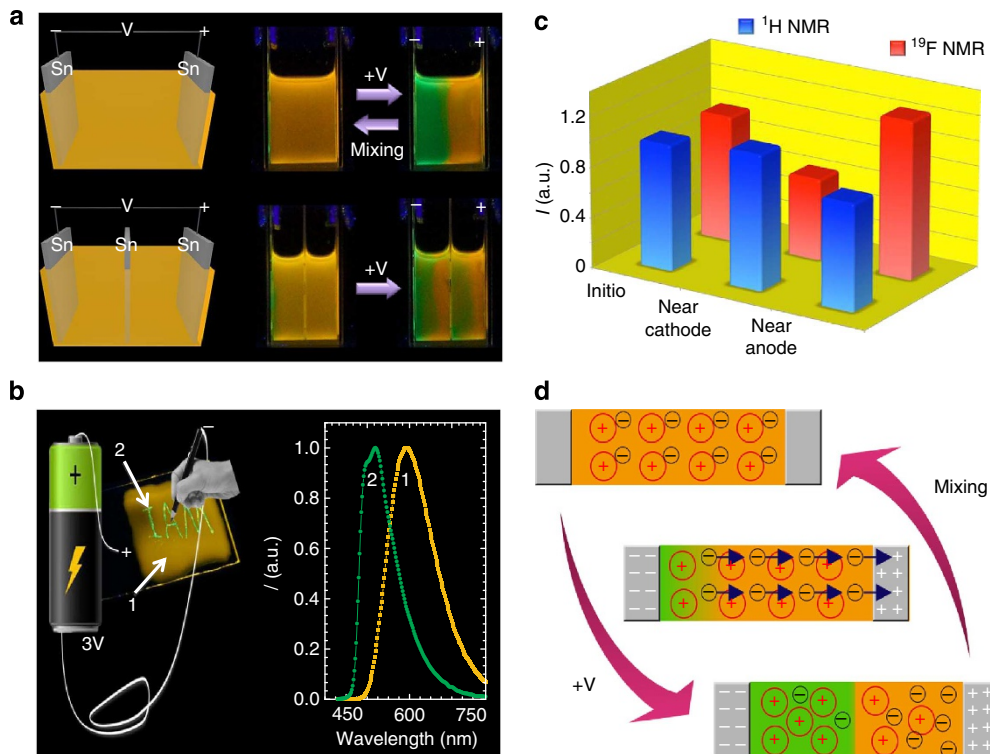 a
− V +
Sn Sn
− +
+V
Mixing
− V +
Sn Sn Sn
− +
+V
b
2
+
−
+
1
3V
I (a.u.)
1.0
0.8
0.6
0.4
0.2
0.0
2 1
450 600 750
Wavelength (nm)
c
¹H NMR
¹⁹F NMR
I (a.u.)
1.2
0.8
0.4
0
Initio
Near
cathode
Near
anode
d
+ − + − + − + −
+ − + − + − + −
Mixing
− − + − + − + − + − + +
− − + +
− − + − + − + − + − + +
− − + +
+V